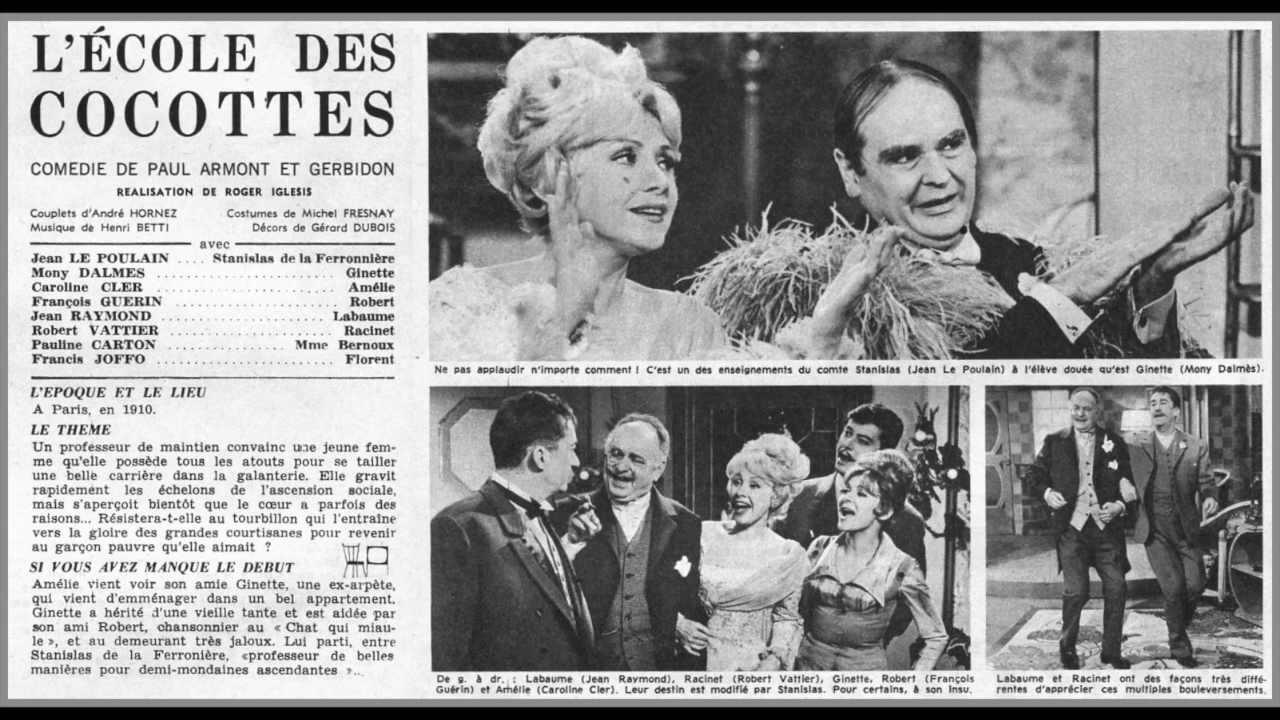 L'ÉCOLE DES
COCOTTES
COMEDIE DE PAUL ARMONT ET GERBIDON
REALISATION DE ROGER IGLESIS
Couplets d'André HORNEZ Costumes de Michel FRESNAY
Musique de Henri BETTI Décors de Gérard DUBOIS
avec
Jean LE POULAIN .... Stanislas de la Ferronnière
Mony DALMES ........................ Ginette
Caroline CLER ........................ Amélie
François GUERIN ........................ Robert
Jean RAYMOND ........................ Labaume
Robert VATTIER ........................ Racinet
Pauline CARTON ................ Mme Bernoux
Francis JOFFO ........................ Florent
L'EPOQUE ET LE LIEU
A Paris, en 1910.
LE THEME
Un professeur de maintien convainc une jeune fem-
me qu'elle possède tous les atouts pour se tailler
une belle carrière dans la galanterie. Elle gravit
rapidement les échelons de l'ascension sociale,
mais s'aperçoit bientôt que le cœur a parfois des
raisons... Résistera-t-elle au tourbillon qui l'entraîne
vers la gloire des grandes courtisanes pour revenir
au garçon pauvre qu'elle aimait ?
SI VOUS AVEZ MANQUE LE DEBUT
Amélie vient voir son amie Ginette, une ex-arpète,
qui vient d'emménager dans un bel appartement.
Ginette a hérité d'une vieille tante et est aidée par
son ami Robert, chansonnier au « Chat qui miau-
le », et au demeurant très jaloux. Lui parti, entre
Stanislas de la Ferronière, «professeur de belles
manières pour demi-mondaines ascendantes »...
Ne pas applaudir n'importe comment ! C'est un des enseignements du comte Stanislas (Jean Le Poulain) à l'élève douée qu'est Ginette (Mony Dalmès).
De g. à dr. : Labaume (Jean Raymond), Racinet (Robert Vattier), Ginette, Robert (François
Guérin) et Amélie (Caroline Cler). Leur destin est modifié par Stanislas. Pour certains, à son insu.
Labaume et Racinet ont des façons très diffé-
rentes d'apprécier ces multiples bouleversements.